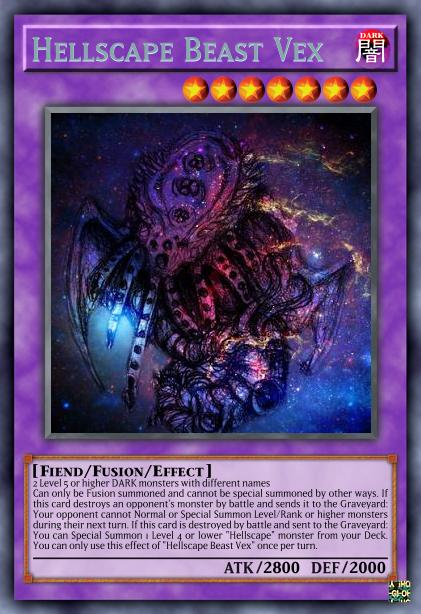 Hellscape Beast Vex
DARK
闇
[Fiend/Fusion/Effect]
2 Level 5 or higher DARK monsters with different names
Can only be Fusion summoned and cannot be special summoned by other ways. If
this card destroys an opponent's monster by battle and sends it to the Graveyard:
Your opponent cannot Normal or Special Summon Level/Rank or higher monsters
during their next turn. If this card is destroyed by battle and sent to the Graveyard:
You can Special Summon 1 Level 4 or lower "Hellscape" monster from your Deck.
You can only use this effect of "Hellscape Beast Vex" once per turn.
ATK/2800 DEF/2000